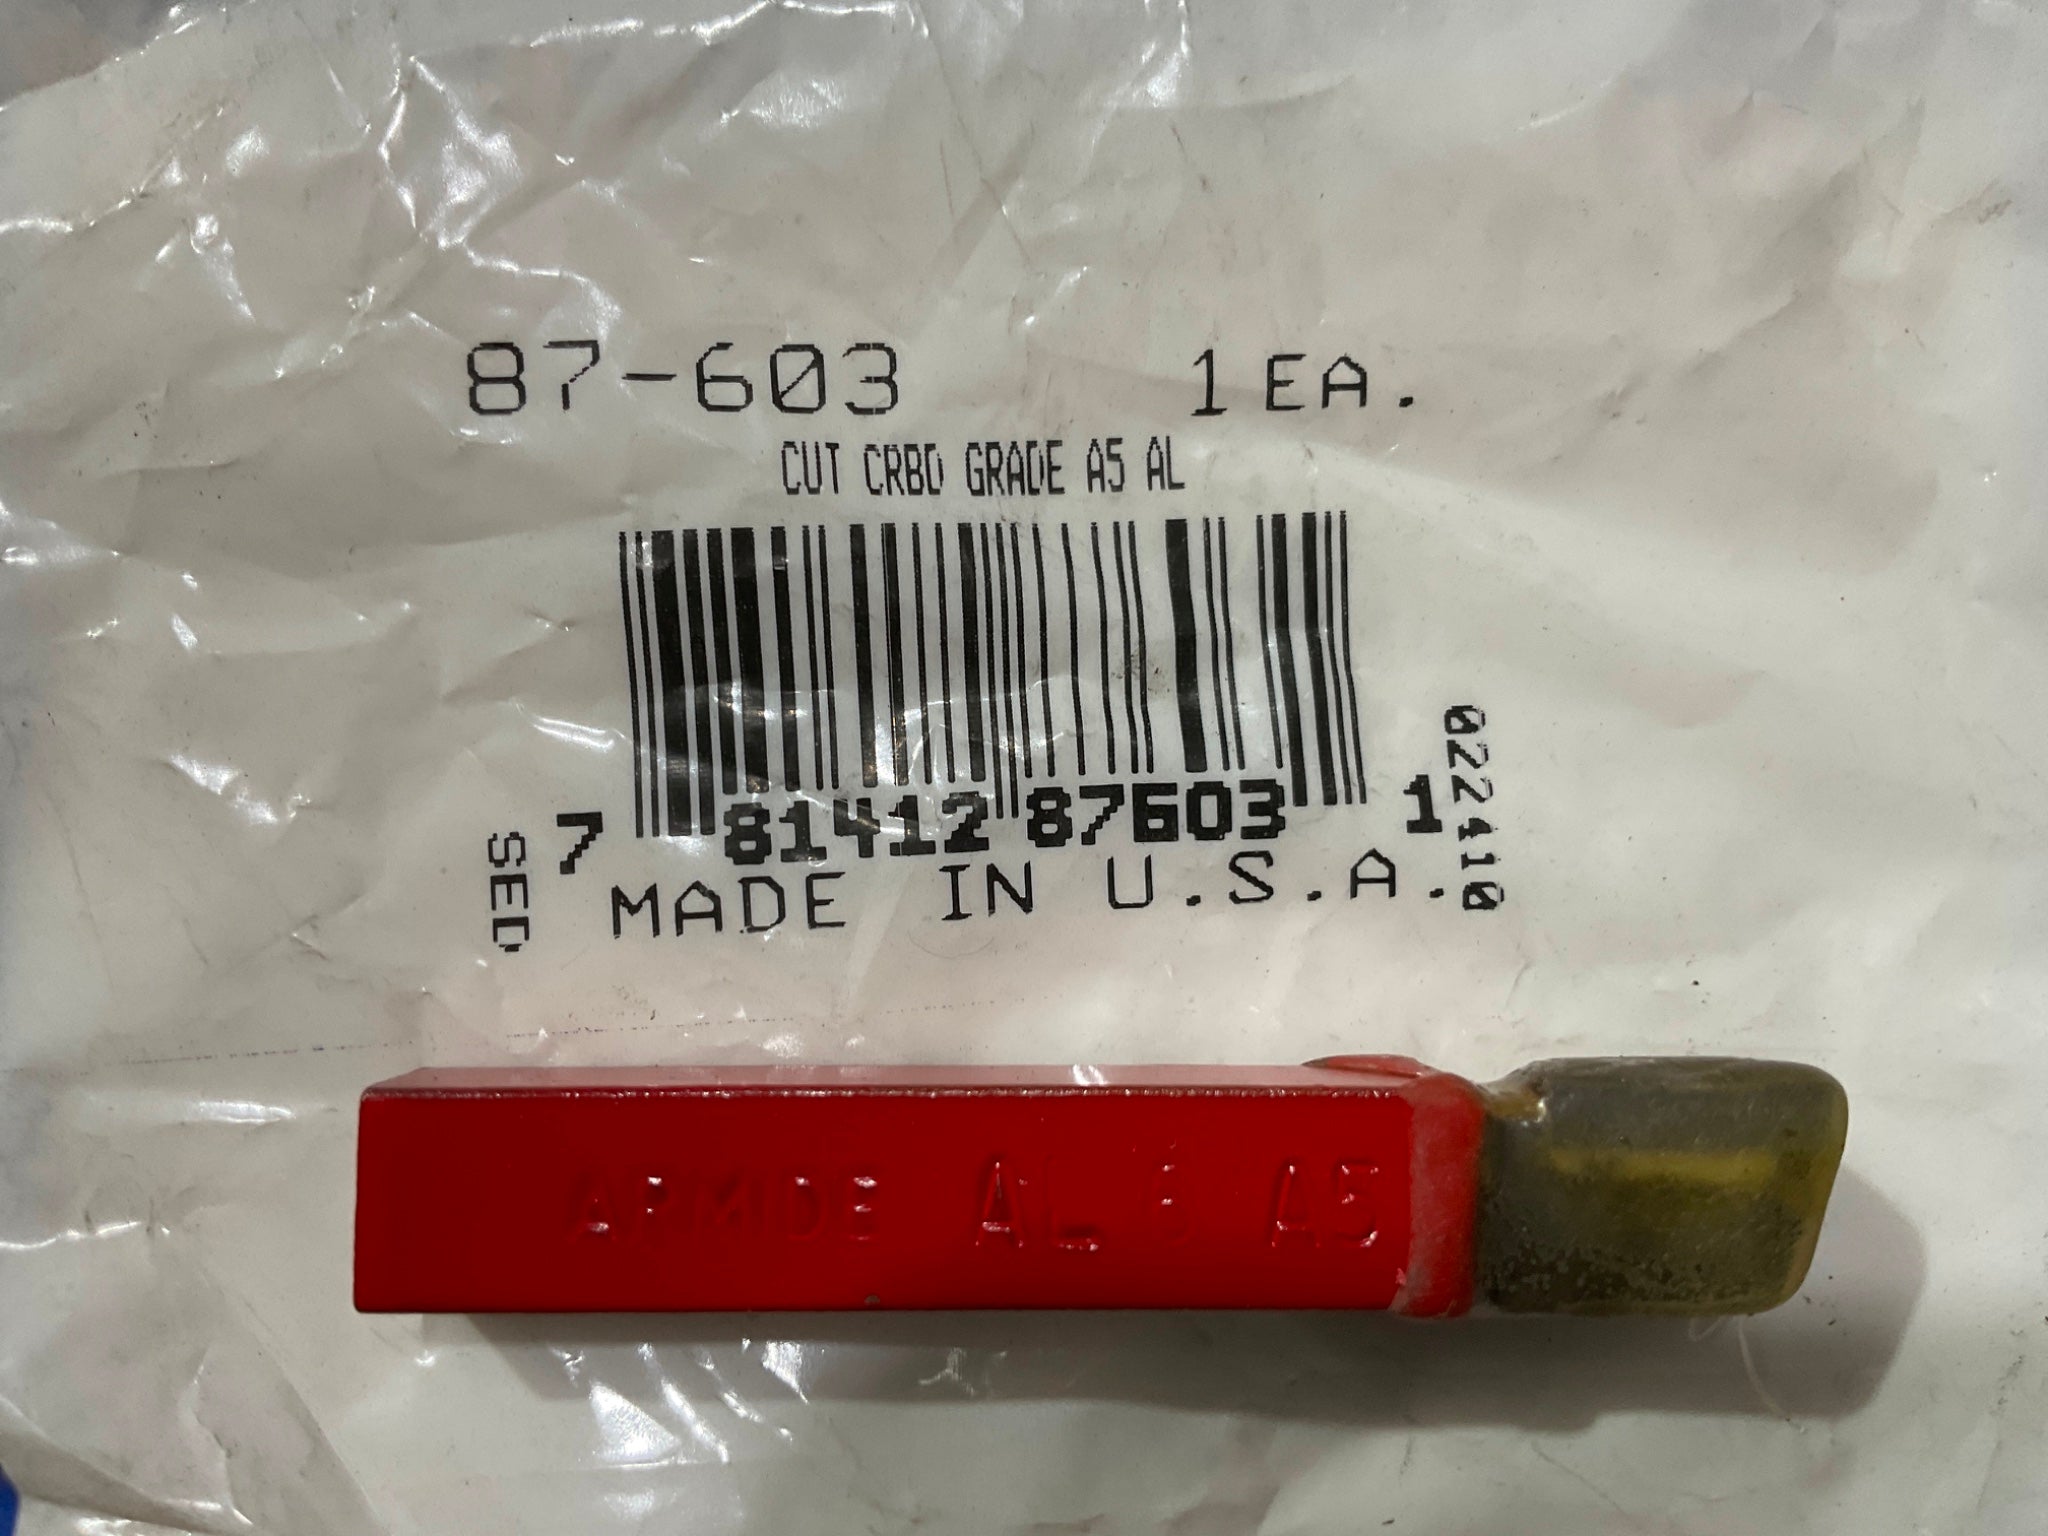 87-603 1 EA.
CUT CRBD GRADE A5 AL
7 81412 87603 1
022410
SED
MADE IN U.S.A.
ARMIDE AL 6 A5